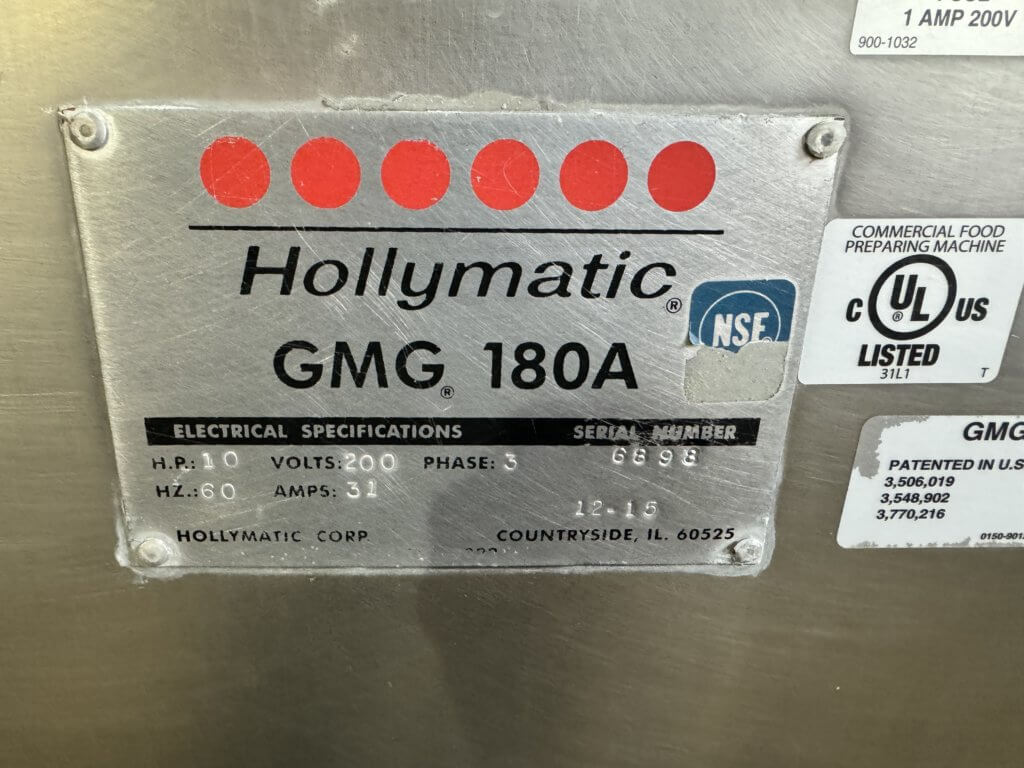 1 AMP 200V
900-1032
Hollymatic®
GMG® 180A
NSF®
ELECTRICAL SPECIFICATIONS SERIAL NUMBER
H.P.: 10 VOLTS: 200 PHASE: 3 6898
HZ.: 60 AMPS: 31
12-15
HOLLYMATIC CORP. COUNTRYSIDE, IL. 60525
COMMERCIAL FOOD
PREPARING MACHINE
C UL® US
LISTED
31L1 T
GMG
PATENTED IN U.S
3,506,019
3,548,902
3,770,216
0150-901